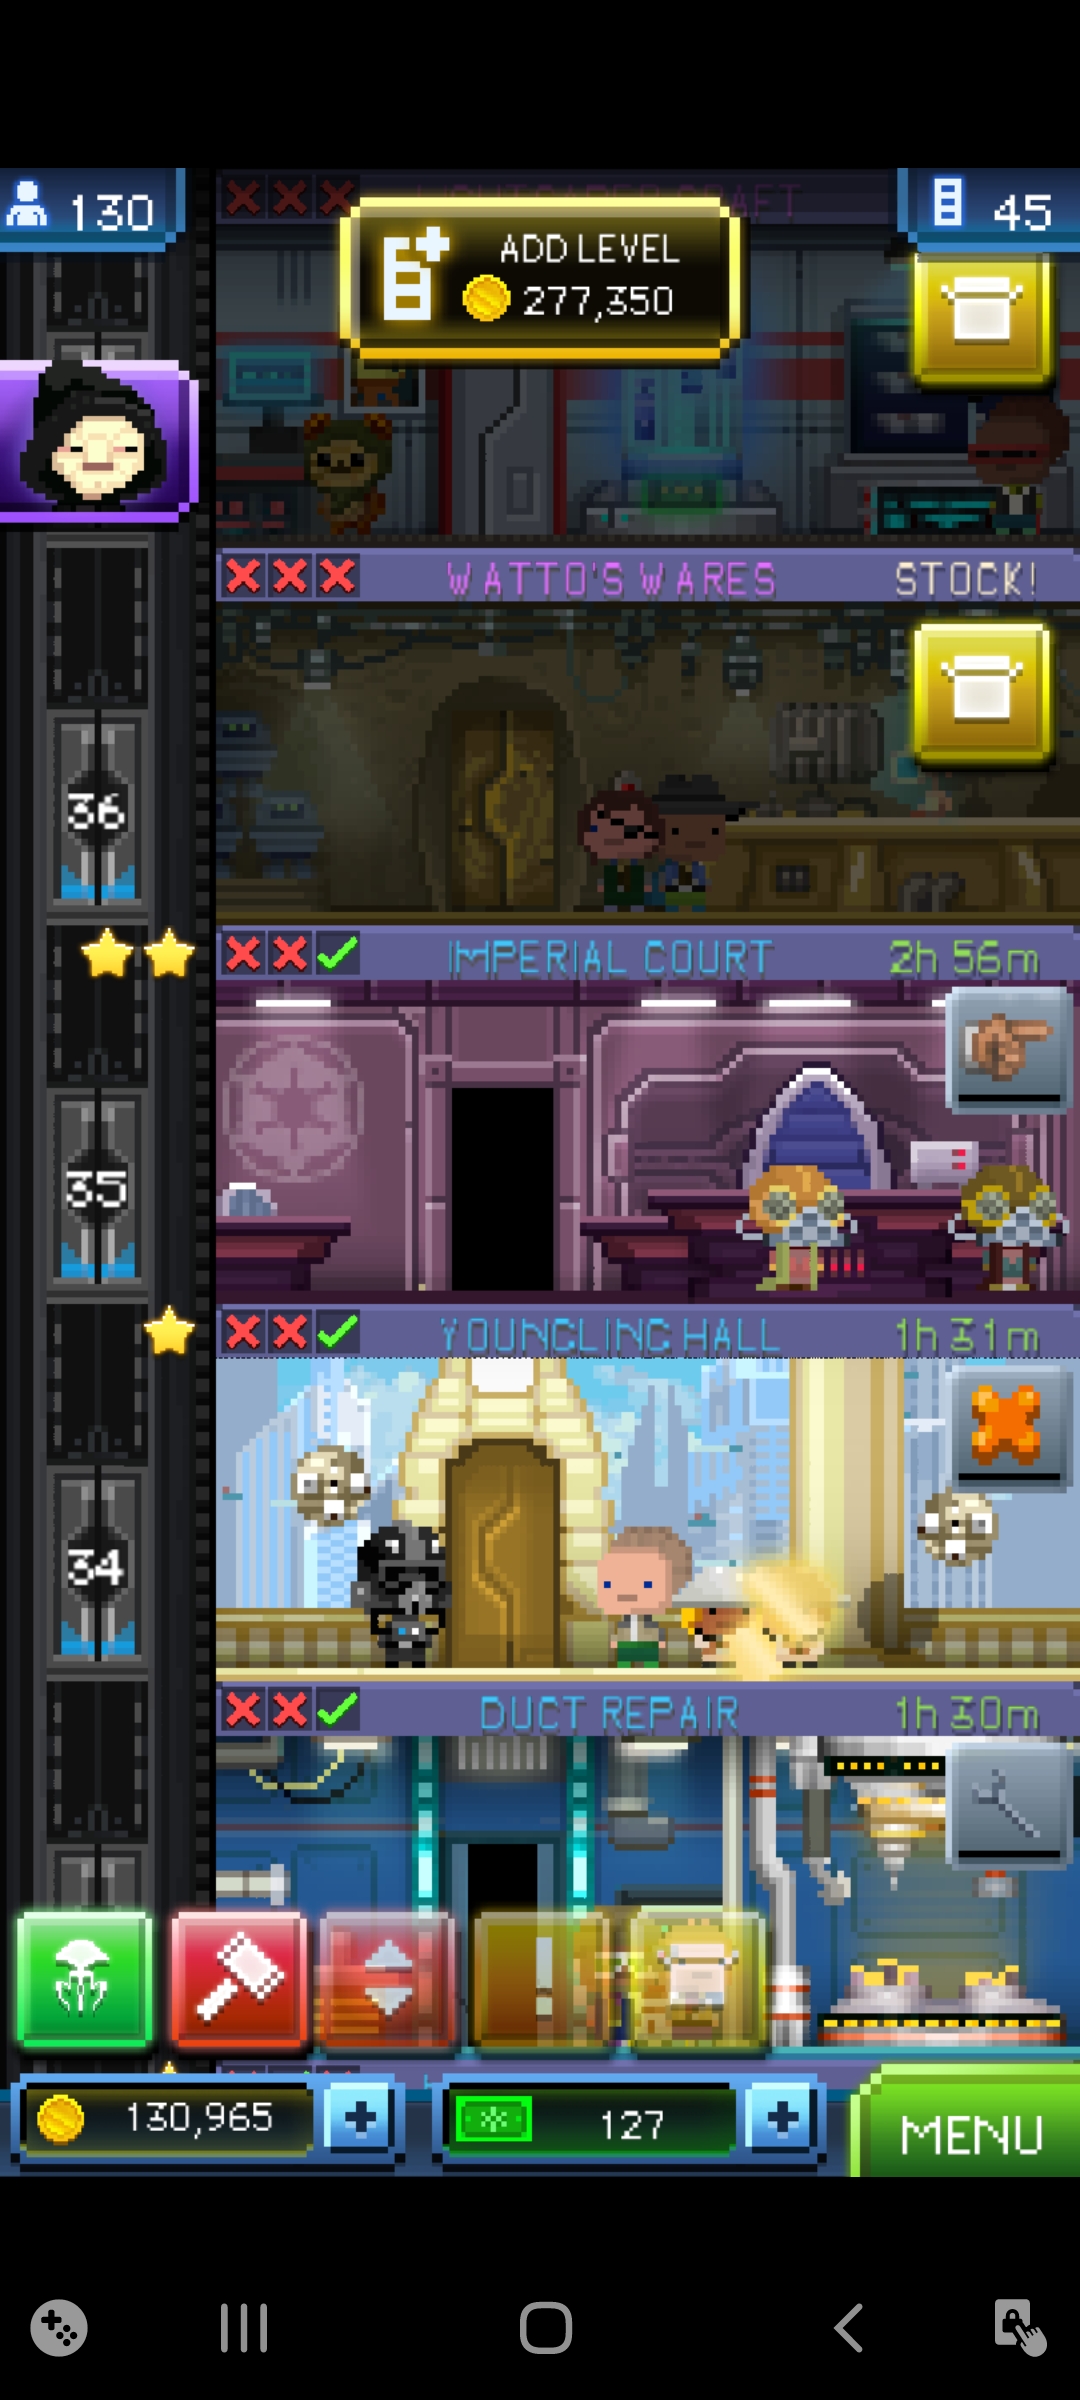 130
45
ADD LEVEL
277,350
WATTO'S WARES STOCK!
36
IMPERIAL COURT 2h 56m
35
YOUNGLING HALL 1h 31m
34
DUCT REPAIR 1h 30m
130,965
127
MENU